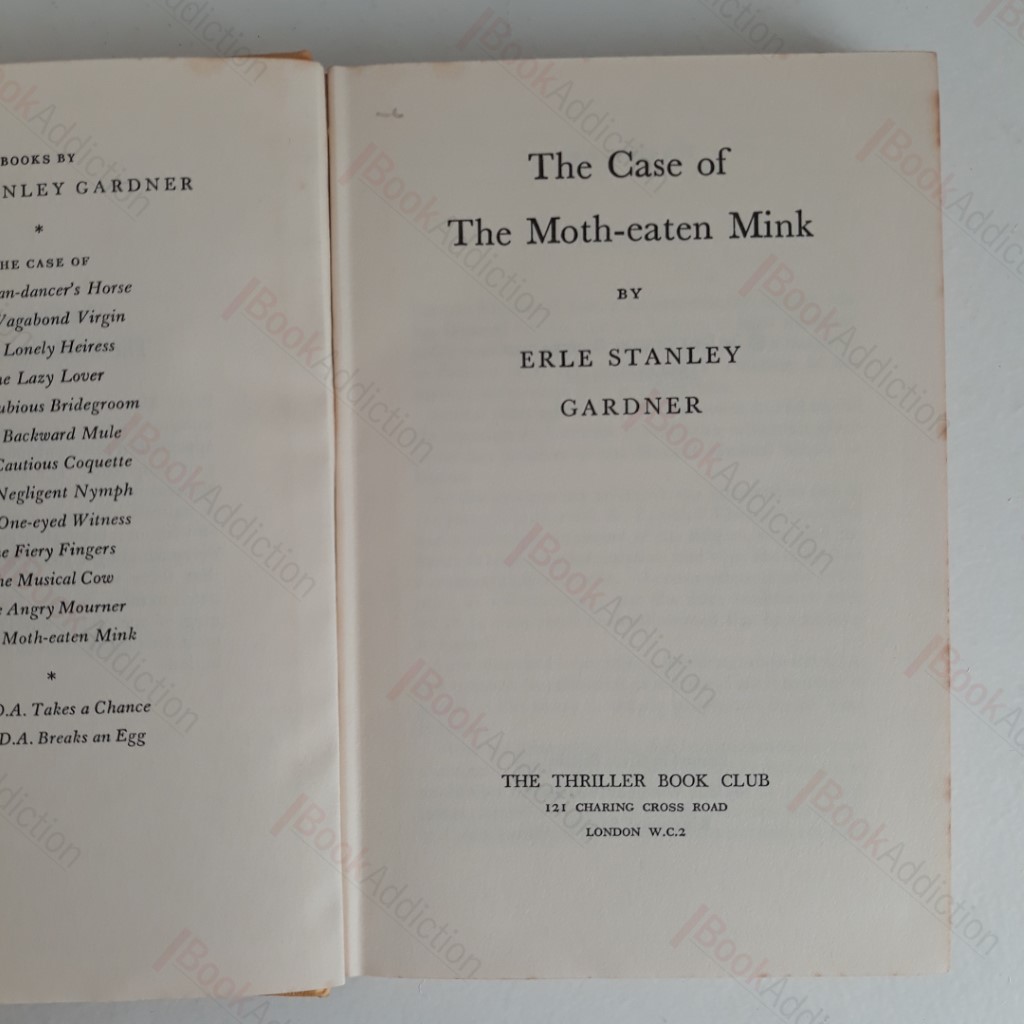 BOOKS BY
NLEY GARDNER
*
HE CASE OF
an-dancer's Horse
Vagabond Virgin
Lonely Heiress
he Lazy Lover
ubious Bridegroom
Backward Mule
Cautious Coquette
Negligent Nymph
One-eyed Witness
e Fiery Fingers
he Musical Cow
e Angry Mourner
Moth-eaten Mink
*
D.A. Takes a Chance
D.A. Breaks an Egg
The Case of
The Moth-eaten Mink
BY
ERLE STANLEY
GARDNER
THE THRILLER BOOK CLUB
121 CHARING CROSS ROAD
LONDON W.C.2
BookAddiction